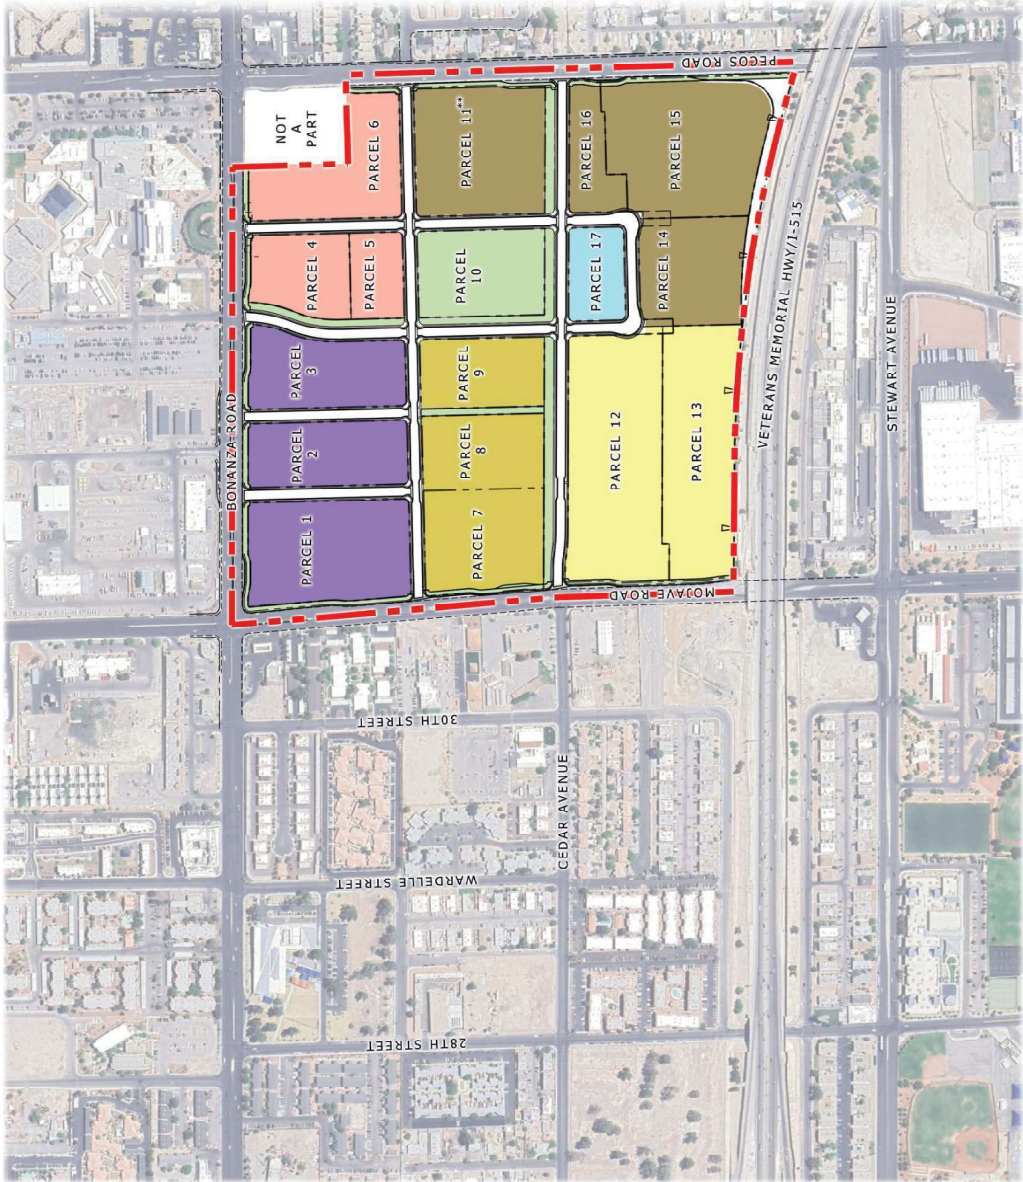 PECOS ROAD
NOT
A
PART
PARCEL 6
PARCEL 11**
PARCEL 16
PARCEL 15
PARCEL 4
PARCEL 5
PARCEL
10
PARCEL 17
PARCEL 14
PARCEL
3
PARCEL
9
PARCEL 12
PARCEL 13
PARCEL
2
PARCEL
8
PARCEL 1
PARCEL 7
BONANZA ROAD
MOJAVE ROAD
VETERANS MEMORIAL HWY/I-515
STEWART AVENUE
30TH STREET
CEDAR AVENUE
WARDELLE STREET
28TH STREET